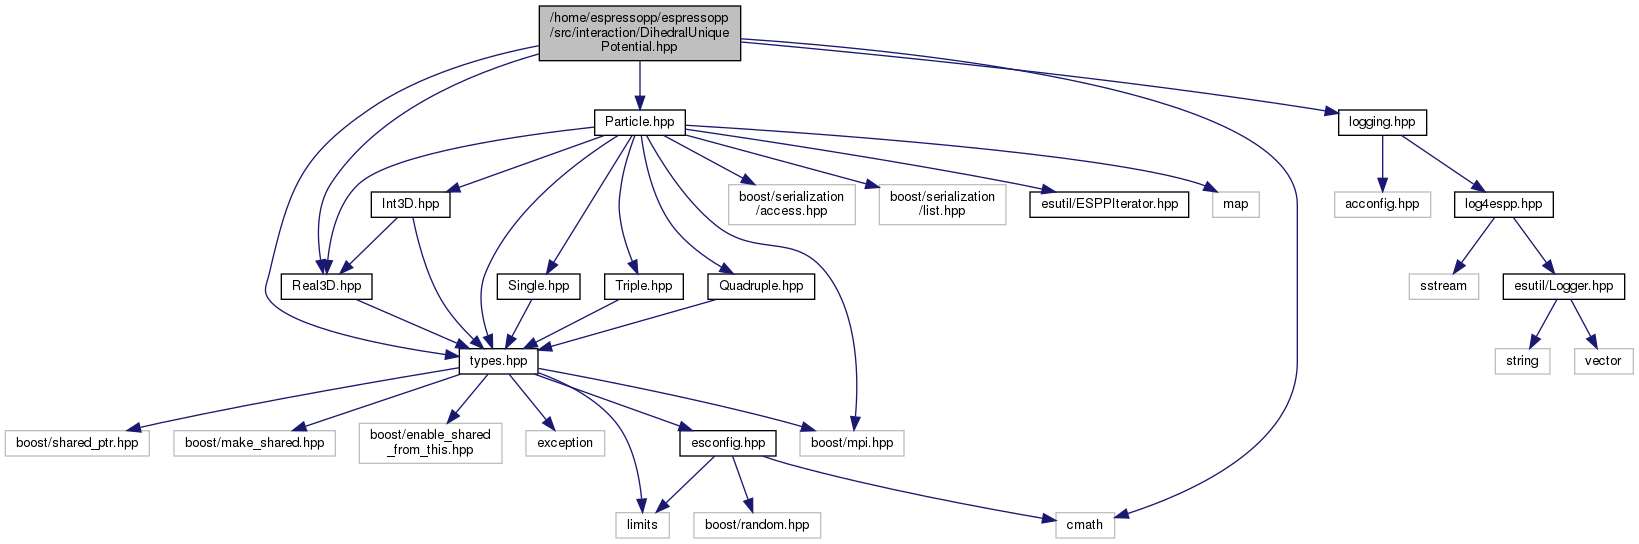 /home/espressopp/espressopp
/src/interaction/DihedralUnique
Potential.hpp
Particle.hpp
logging.hpp
Int3D.hpp
boost/serialization
/access.hpp
boost/serialization
/list.hpp
esutil/ESPPIterator.hpp
map
acconfig.hpp
log4espp.hpp
Real3D.hpp
Single.hpp
Triple.hpp
Quadruple.hpp
sstream
esutil/Logger.hpp
types.hpp
string
vector
boost/shared_ptr.hpp
boost/make_shared.hpp
boost/enable_shared
_from_this.hpp
exception
esconfig.hpp
boost/mpi.hpp
limits
boost/random.hpp
cmath